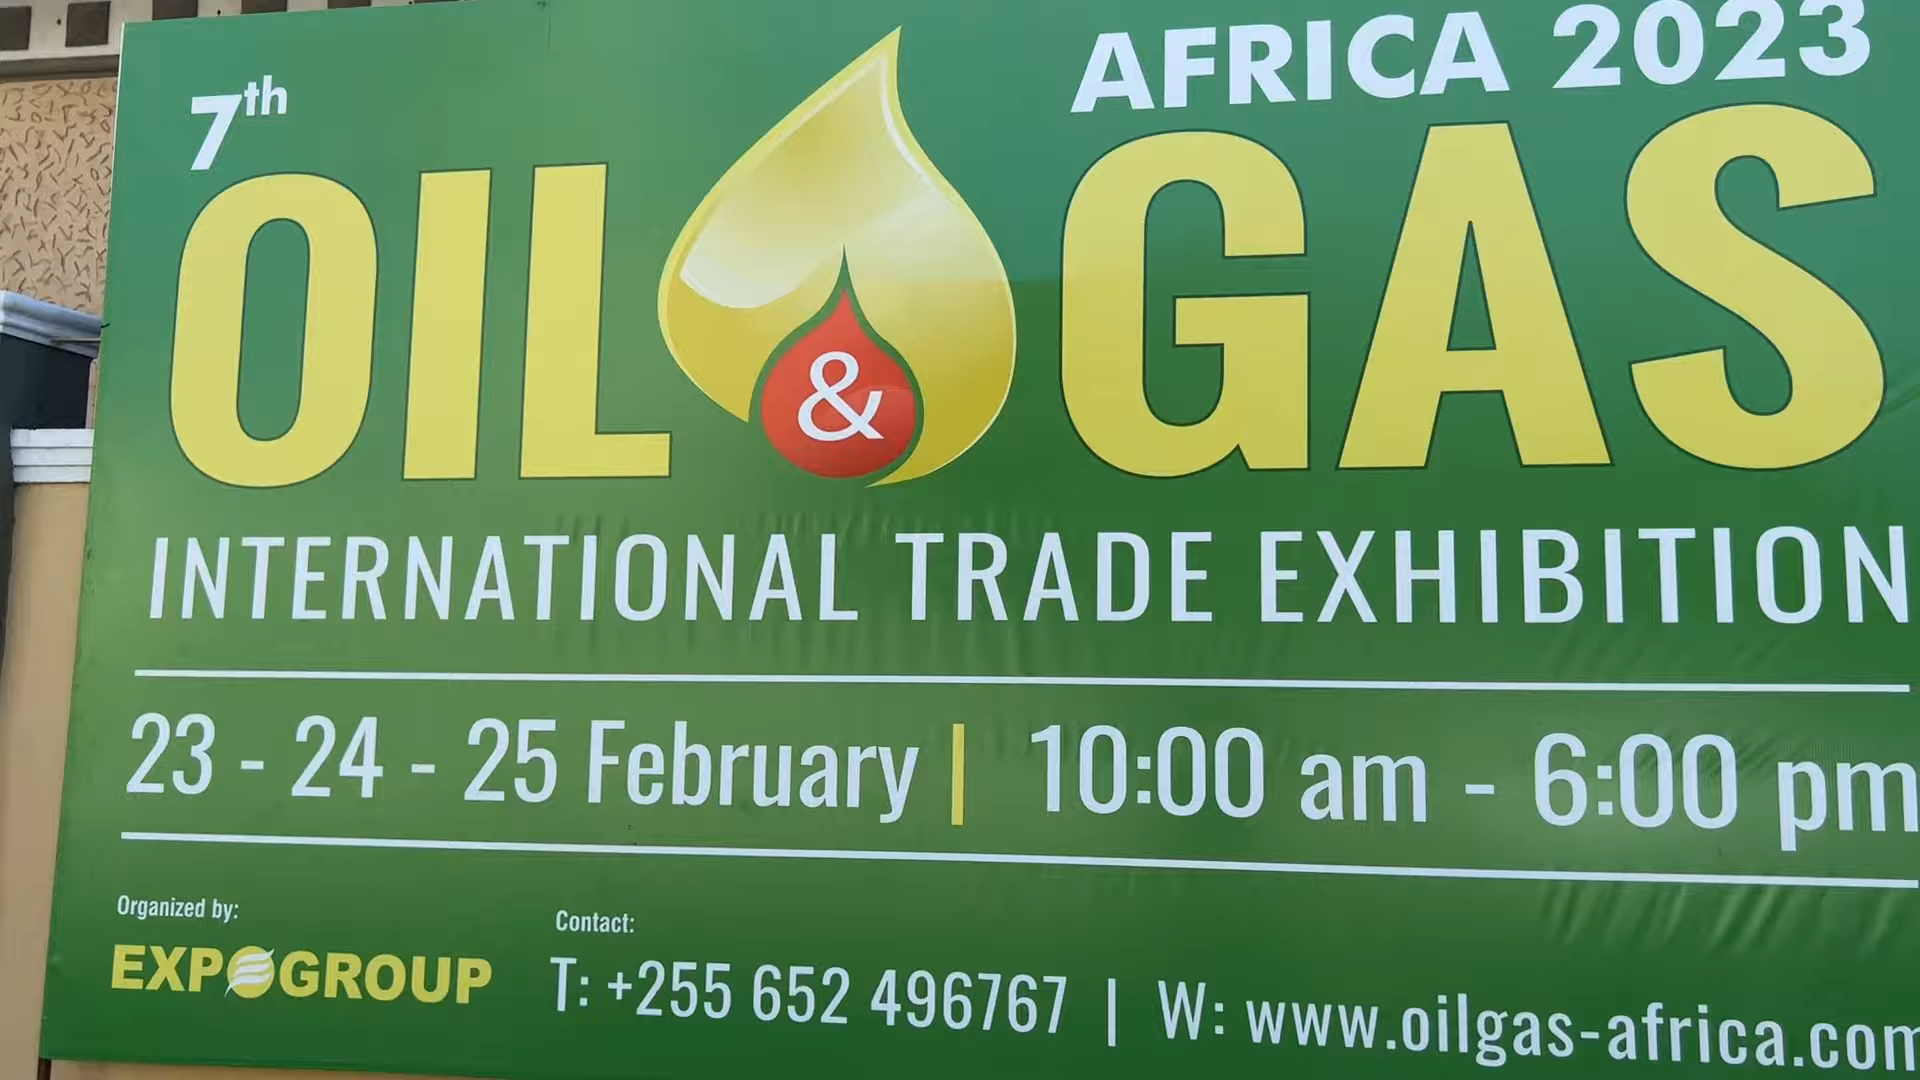 7th
AFRICA 2023
OIL & GAS
INTERNATIONAL TRADE EXHIBITION
23 - 24 - 25 February | 10:00 am - 6:00 pm
Organized by:
EXPOGROUP
Contact:
T: +255 652 496767 | W: www.oilgas-africa.com